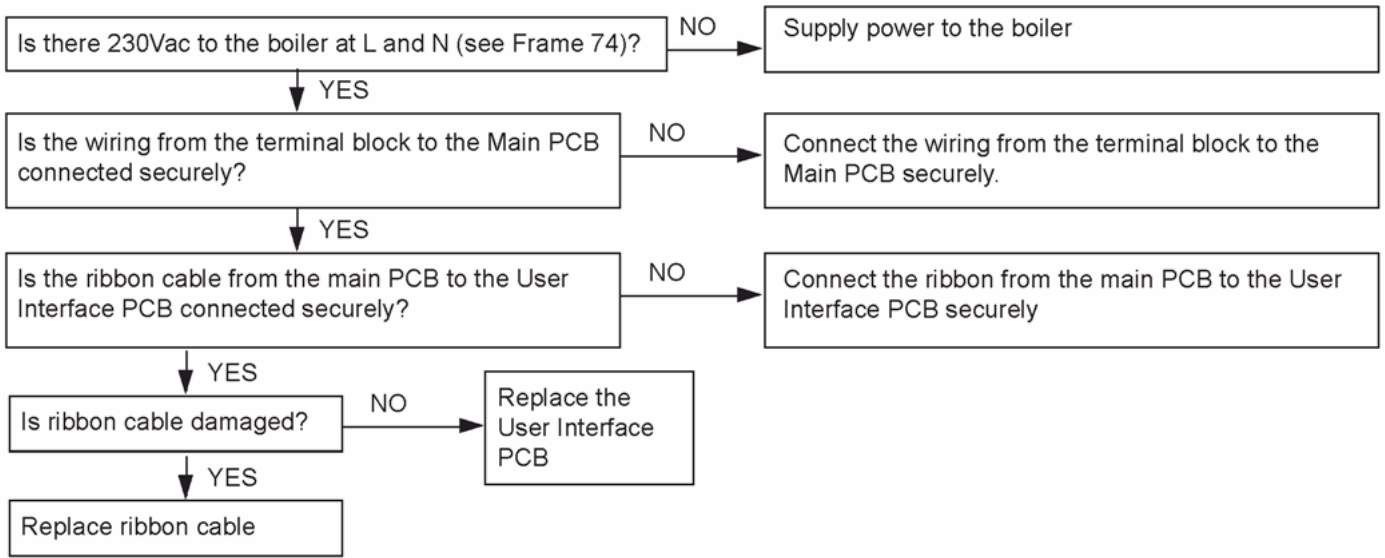 Is there 230Vac to the boiler at L and N (see Frame 74)?
NO
Supply power to the boiler
YES
Is the wiring from the terminal block to the Main PCB
connected securely?
NO
Connect the wiring from the terminal block to the
Main PCB securely.
YES
Is the ribbon cable from the main PCB to the User
Interface PCB connected securely?
NO
Connect the ribbon from the main PCB to the User
Interface PCB securely
YES
Is ribbon cable damaged?
NO
Replace the
User Interface
PCB
YES
Replace ribbon cable